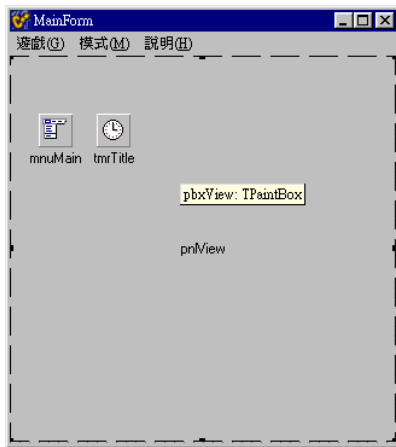 MainForm
遊戲(G) 模式(M) 說明(H)
mnuMain tmrTitle
pbxView: TPaintBox
pnlView